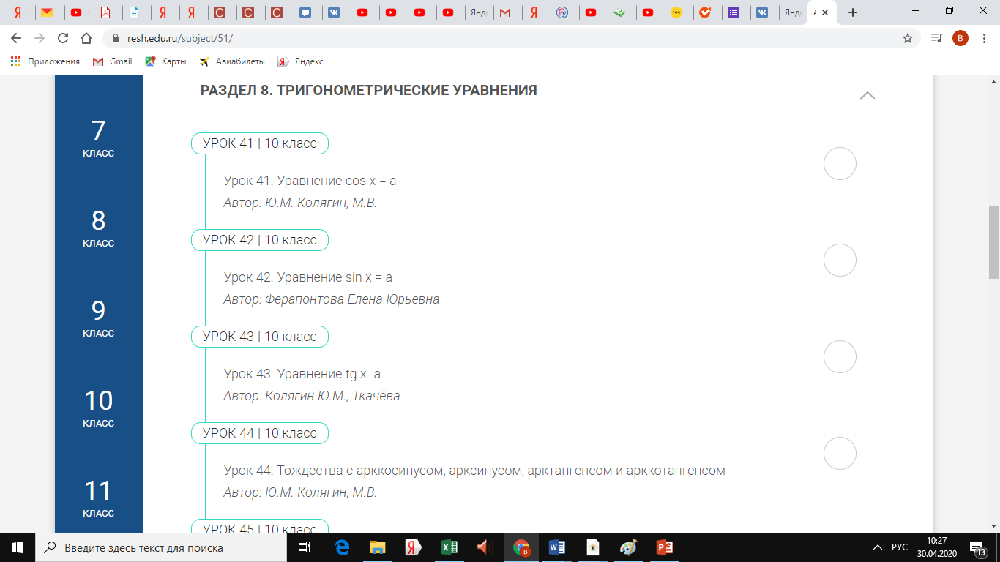 Янде
Янд
resh.edu.ru/subject/51/
В
Приложения Gmail Карты Авиабилеты Яндекс
РАЗДЕЛ 8. ТРИГОНОМЕТРИЧЕСКИЕ УРАВНЕНИЯ
7
КЛАСС
8
КЛАСС
9
КЛАСС
10
КЛАСС
11
КЛАСС
УРОК 41 | 10 класс
Урок 41. Уравнение cos x = a
Автор: Ю.М. Колягин, М.В.
УРОК 42 | 10 класс
Урок 42. Уравнение sin x = a
Автор: Ферапонтова Елена Юрьевна
УРОК 43 | 10 класс
Урок 43. Уравнение tg x=a
Автор: Колягин Ю.М., Ткачёва
УРОК 44 | 10 класс
Урок 44. Тождества с арккосинусом, арксинусом, арктангенсом и арккотангенсом
Автор: Ю.М. Колягин, М.В.
УРОК 45 | 10 класс
Введите здесь текст для поиска
РУС
10:27
30.04.2020
13